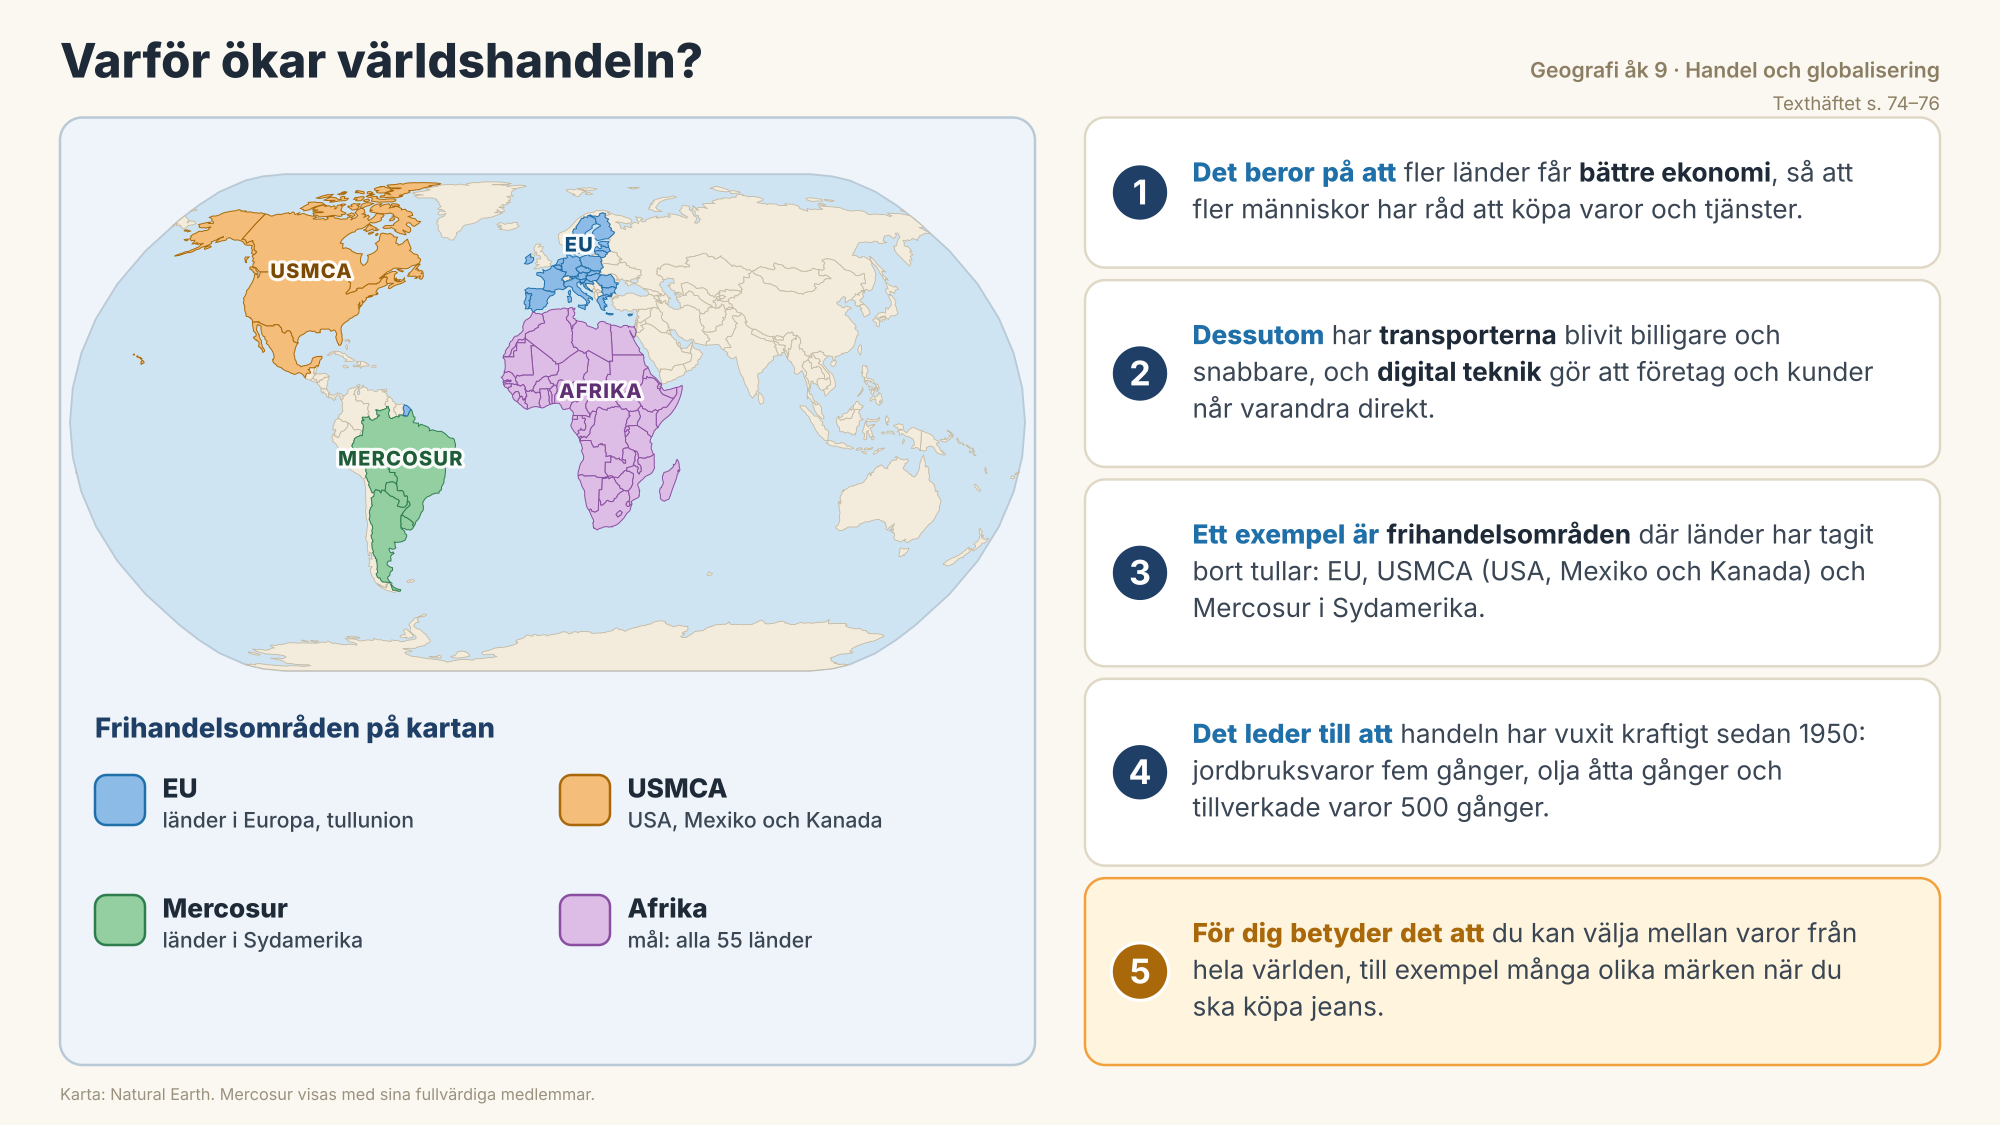 Varför ökar världshandeln?
Geografi åk 9 · Handel och globalisering
Texthäftet s. 74–76
USMCA
EU
AFRIKA
MERCOSUR
Frihandelsområden på kartan
EU
länder i Europa, tullunion
USMCA
USA, Mexiko och Kanada
Mercosur
länder i Sydamerika
Afrika
mål: alla 55 länder
1
Det beror på att fler länder får bättre ekonomi, så att
fler människor har råd att köpa varor och tjänster.
2
Dessutom har transporterna blivit billigare och
snabbare, och digital teknik gör att företag och kunder
når varandra direkt.
3
Ett exempel är frihandelsområden där länder har tagit
bort tullar: EU, USMCA (USA, Mexiko och Kanada) och
Mercosur i Sydamerika.
4
Det leder till att handeln har vuxit kraftigt sedan 1950:
jordbruksvaror fem gånger, olja åtta gånger och
tillverkade varor 500 gånger.
5
För dig betyder det att du kan välja mellan varor från
hela världen, till exempel många olika märken när du
ska köpa jeans.
Karta: Natural Earth. Mercosur visas med sina fullvärdiga medlemmar.